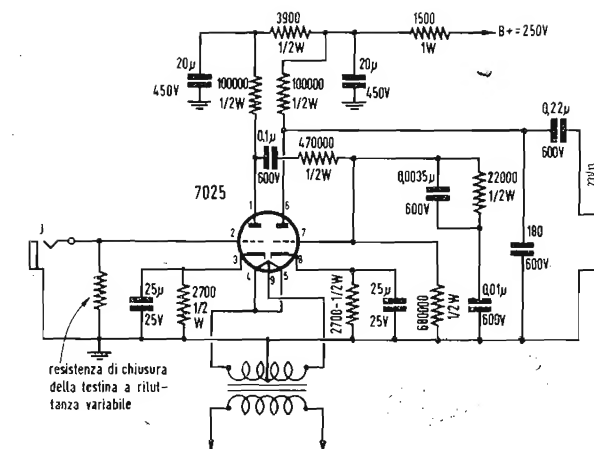 3900
1/2W
1500
1W
B+=250V
20µ
450V
100000
1/2W
100000
1/2W
20µ
450V
0,1µ
600V
470000
1/2W
0,22µ
600V
7025
0,0035µ
600V
22000
1/2W
180
600V
1
6
J
2
7
3
8
4
9
5
25µ
25V
2700
1/2
W
2700-1/2W
25µ
25V
680000
1/2W
0,01µ
600V
resistenza di chiusura
della testina a rilut-
tanza variabile